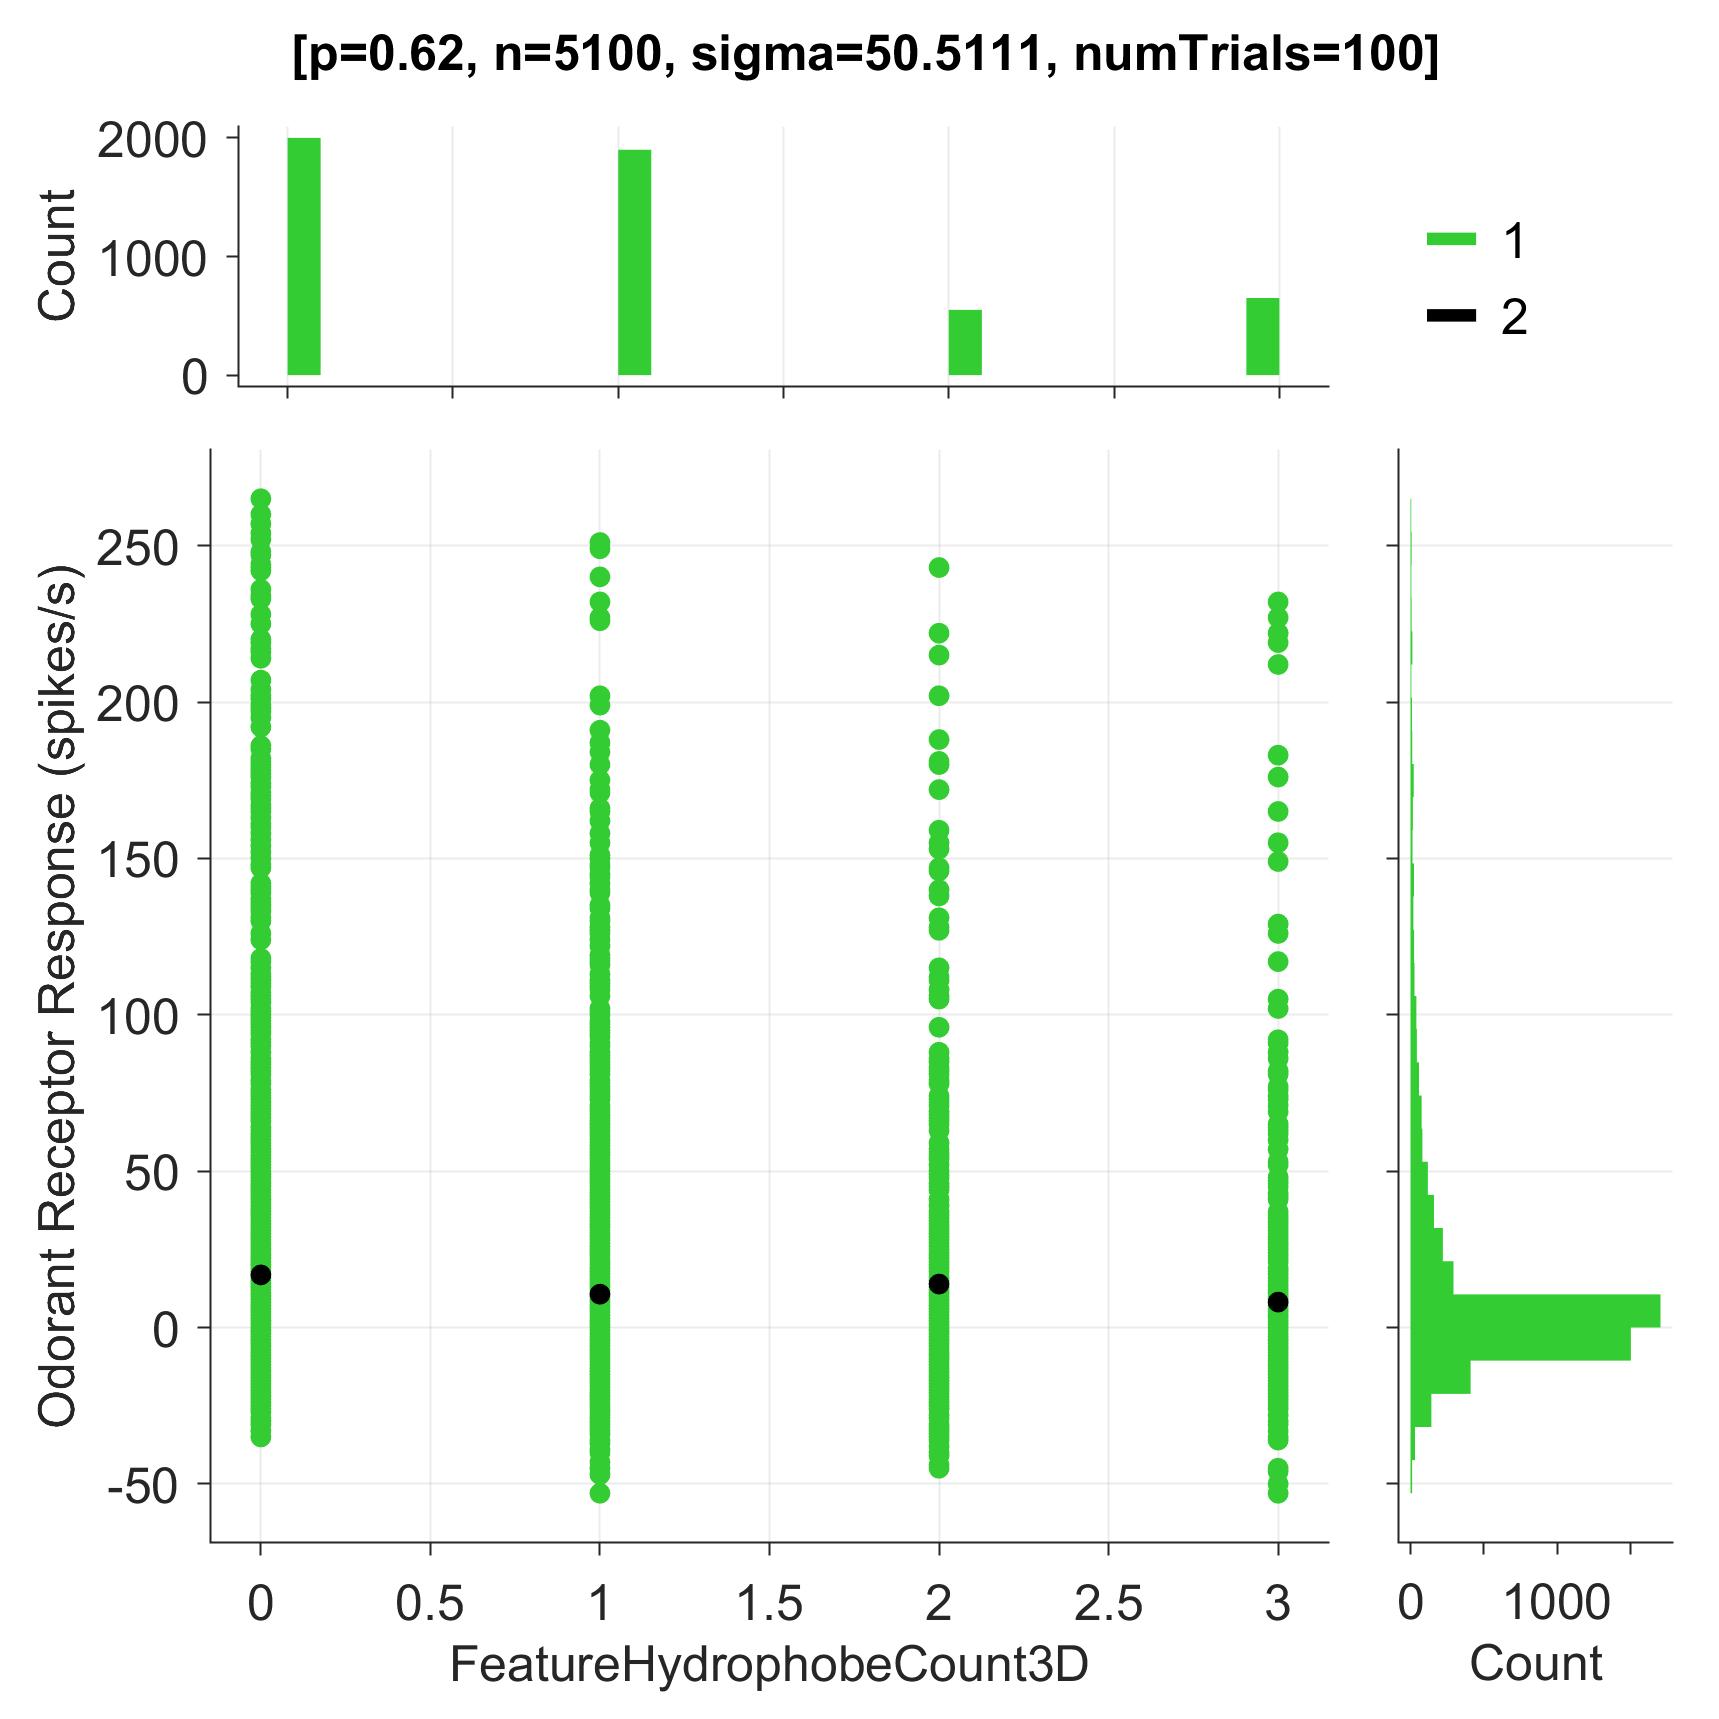 [p=0.62, n=5100, sigma=50.5111, numTrials=100]
2000
1000
0
Count
1
2
250
200
150
100
50
0
-50
Odorant Receptor Response (spikes/s)
0 0.5 1 1.5 2 2.5 3
FeatureHydrophobeCount3D
0 1000
Count